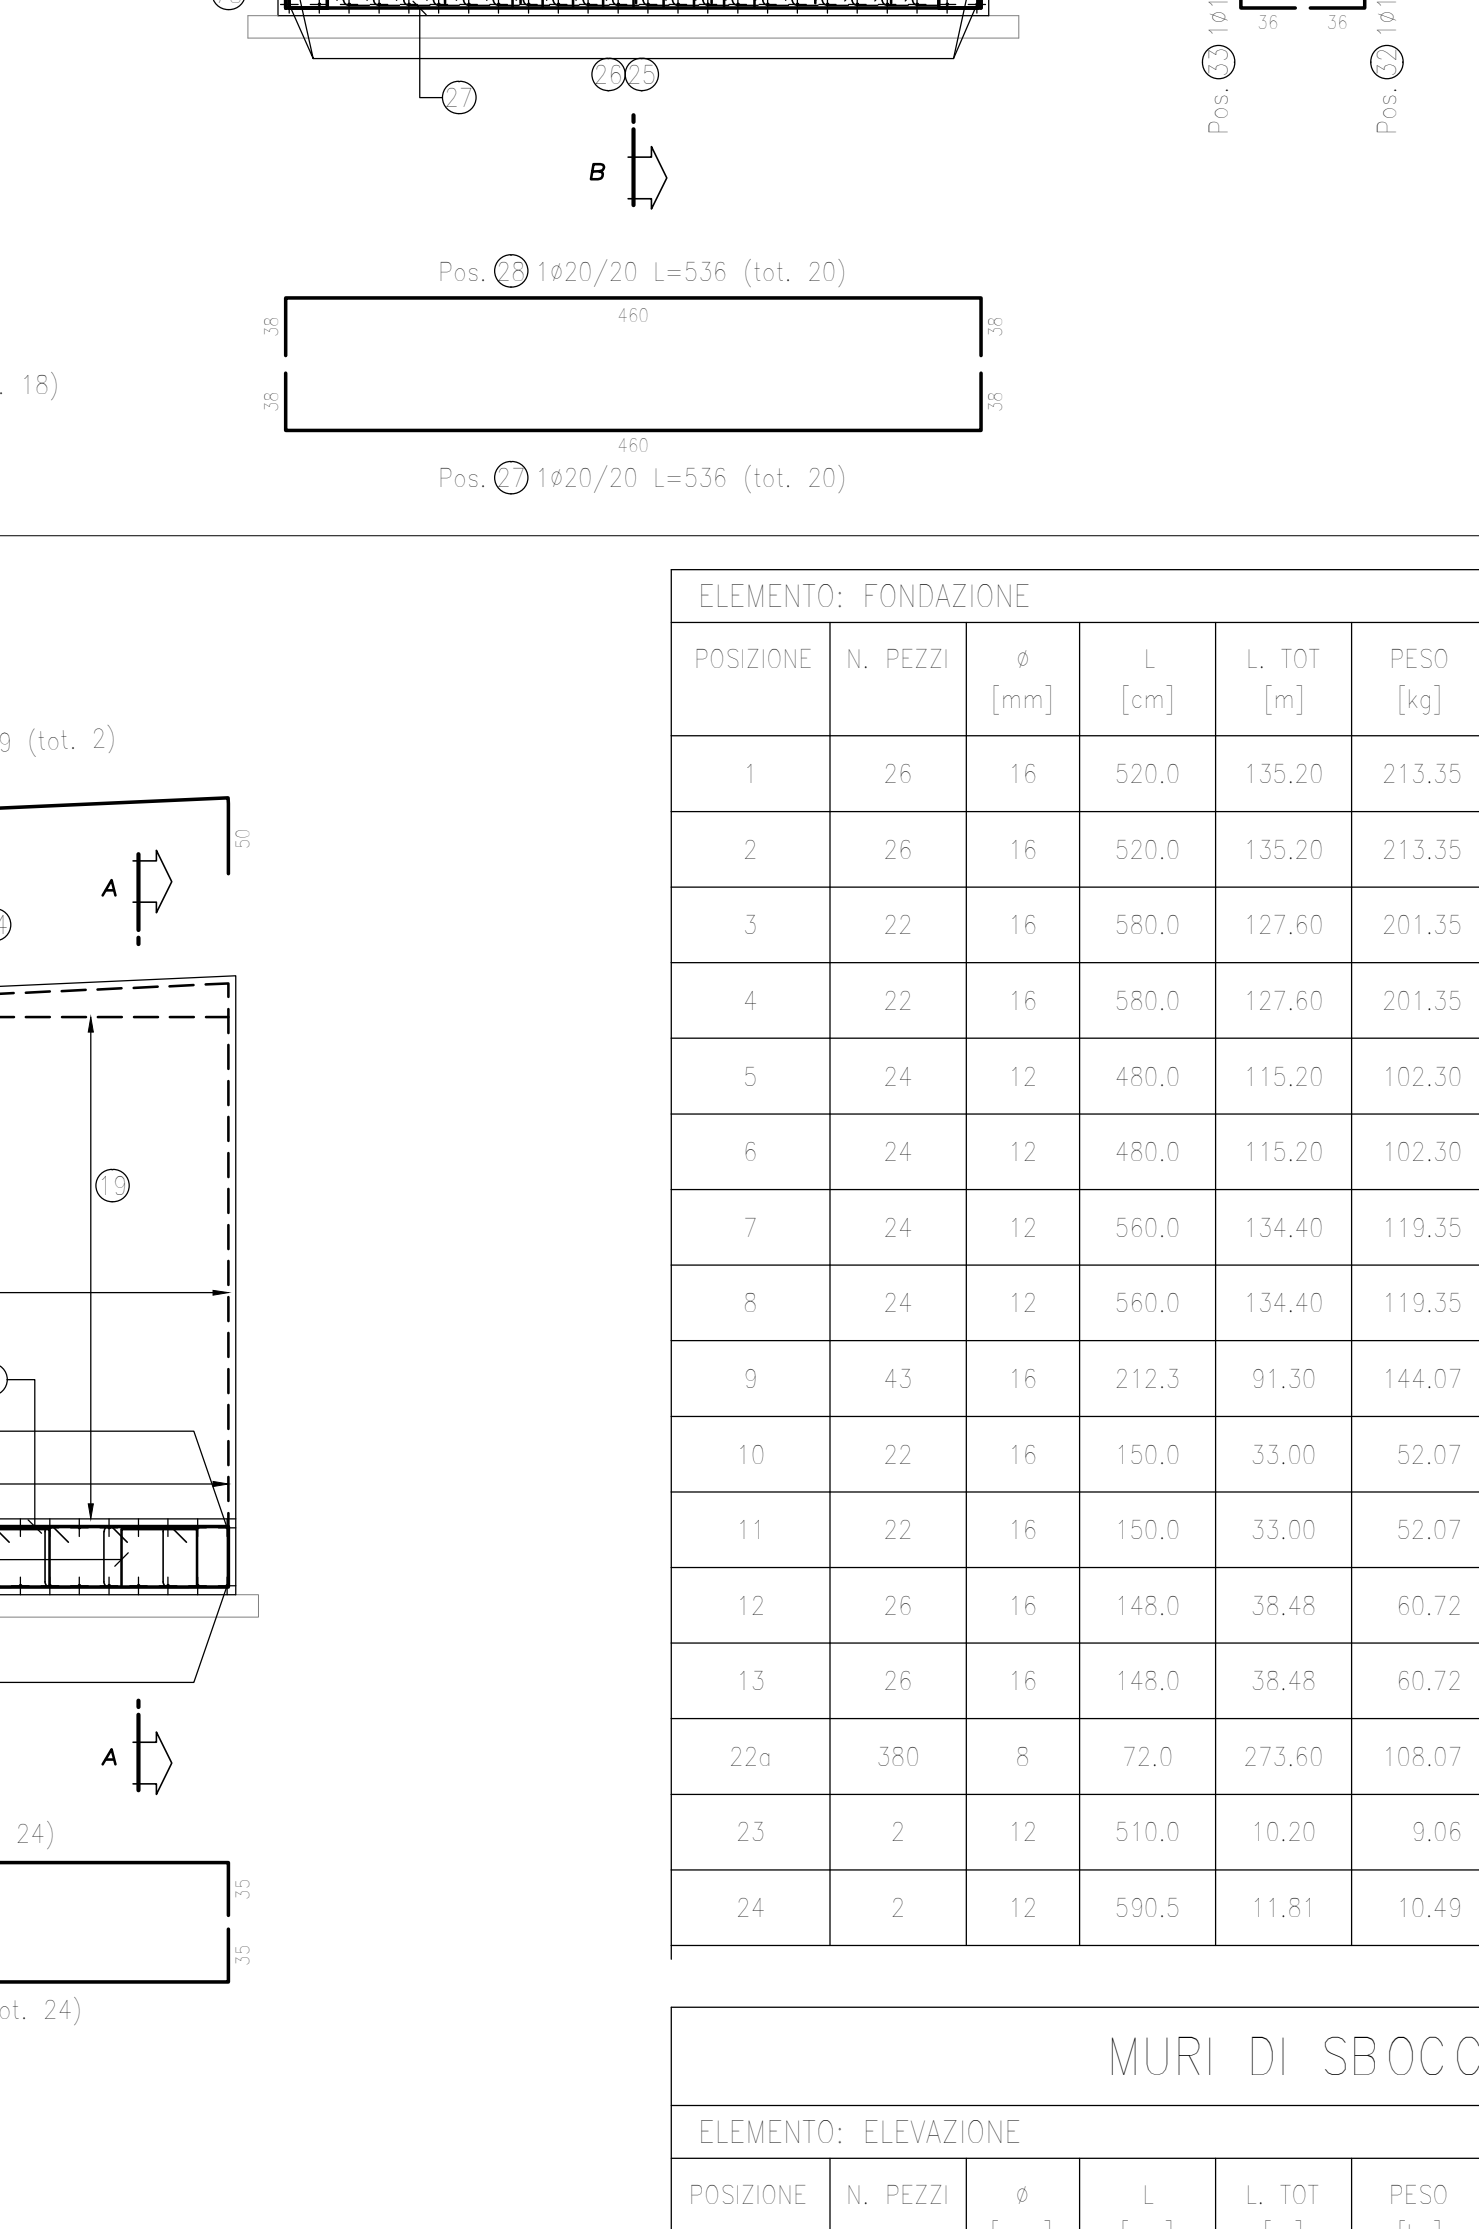 26 25
27
Pos. 33 1ø1
36 36
Pos. 32 1ø1
B
Pos. 28 1ø20/20 L=536 (tot. 20)
460
38 38
38 38
460
Pos. 27 1ø20/20 L=536 (tot. 20)
. 18)
9 (tot. 2)
50
A
19
A
24)
35
35
ot. 24)
ELEMENTO: FONDAZIONE
POSIZIONE N. PEZZI ø L L. TOT PESO
[mm] [cm] [m] [kg]
1 26 16 520.0 135.20 213.35
2 26 16 520.0 135.20 213.35
3 22 16 580.0 127.60 201.35
4 22 16 580.0 127.60 201.35
5 24 12 480.0 115.20 102.30
6 24 12 480.0 115.20 102.30
7 24 12 560.0 134.40 119.35
8 24 12 560.0 134.40 119.35
9 43 16 212.3 91.30 144.07
10 22 16 150.0 33.00 52.07
11 22 16 150.0 33.00 52.07
12 26 16 148.0 38.48 60.72
13 26 16 148.0 38.48 60.72
22a 380 8 72.0 273.60 108.07
23 2 12 510.0 10.20 9.06
24 2 12 590.5 11.81 10.49
MURI DI SBOCC
ELEMENTO: ELEVAZIONE
POSIZIONE N. PEZZI ø L L. TOT PESO